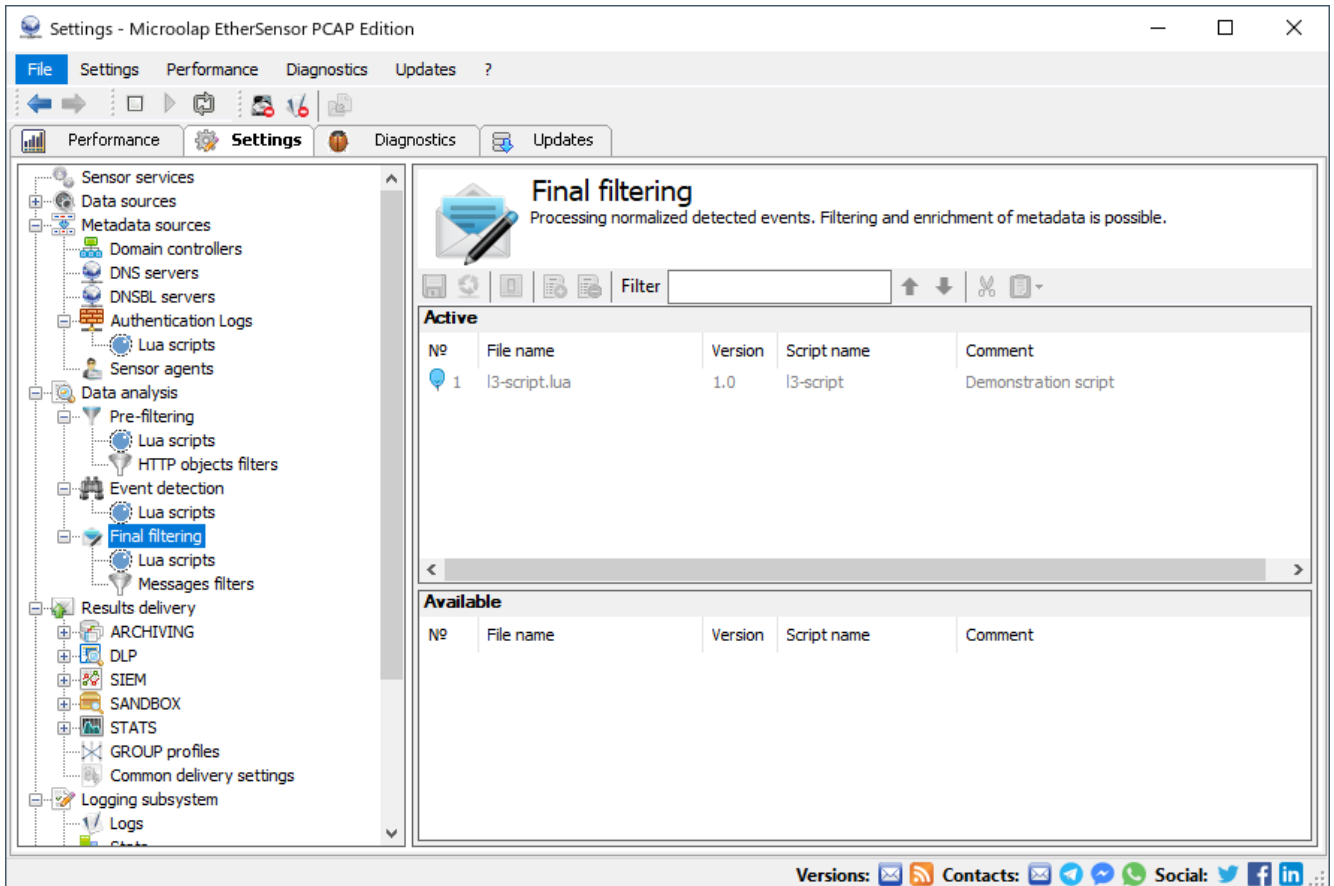 Settings - Microolap EtherSensor PCAP Edition
File Settings Performance Diagnostics Updates ?
Performance Settings Diagnostics Updates
Sensor services
Data sources
Metadata sources
Domain controllers
DNS servers
DNSBL servers
Authentication Logs
Lua scripts
Sensor agents
Data analysis
Pre-filtering
Lua scripts
HTTP objects filters
Event detection
Lua scripts
Final filtering
Lua scripts
Messages filters
Results delivery
ARCHIVING
DLP
SIEM
SANDBOX
STATS
GROUP profiles
Common delivery settings
Logging subsystem
Logs
Final filtering
Processing normalized detected events. Filtering and enrichment of metadata is possible.
Filter
Active
Nº File name Version Script name Comment
1 l3-script.lua 1.0 l3-script Demonstration script
Available
Nº File name Version Script name Comment
Versions: Contacts: Social: